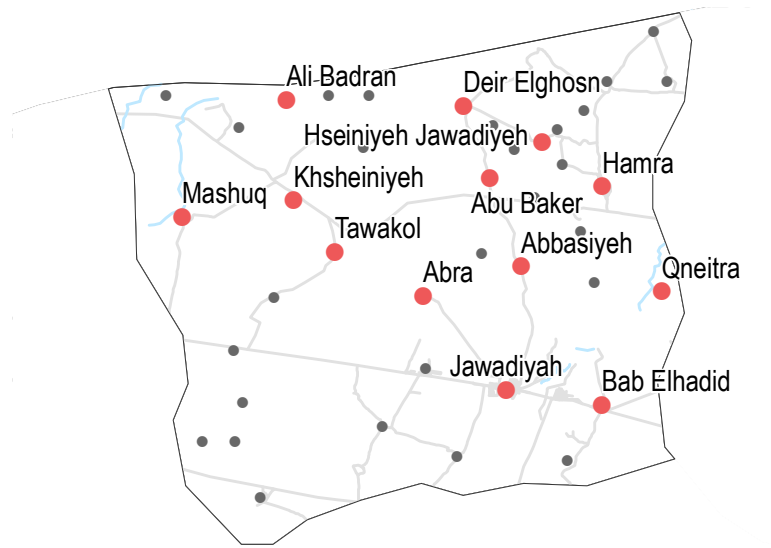 Ali Badran
Deir Elghosn
Hseiniyeh Jawadiyeh
Hamra
Khsheiniyeh
Mashuq
Abu Baker
Tawakol
Abbasiyeh
Qneitra
Abra
Jawadiyah
Bab Elhadid